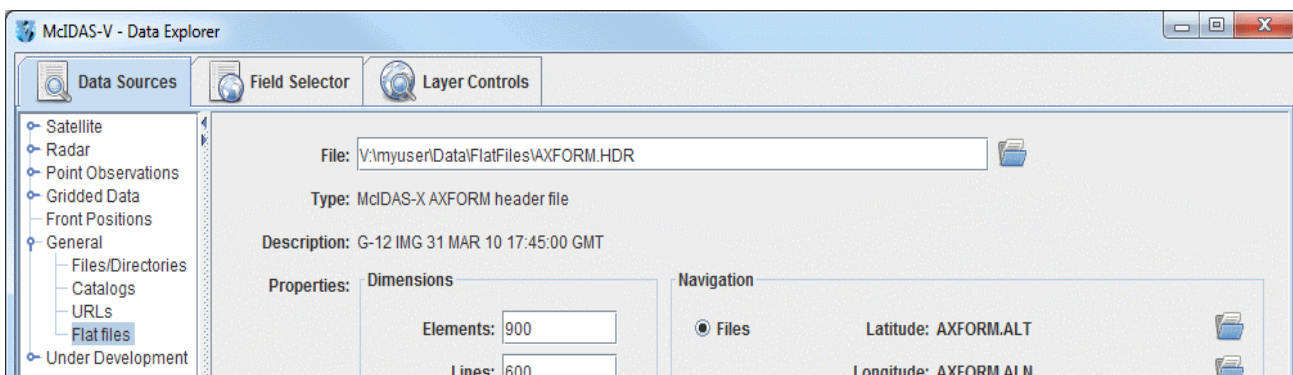 McIDAS-V - Data Explorer
Data Sources
Field Selector
Layer Controls
Satellite
Radar
Point Observations
Gridded Data
Front Positions
General
Files/Directories
Catalogs
URLs
Flat files
Under Development
File: V:\myuser\Data\FlatFiles\AXFORM.HDR
Type: McIDAS-X AXFORM header file
Description: G-12 IMG 31 MAR 10 17:45:00 GMT
Properties:
Dimensions
Elements: 900
Lines: 600
Navigation
Files
Latitude: AXFORM.ALT
Longitude: AXFORM.ALN